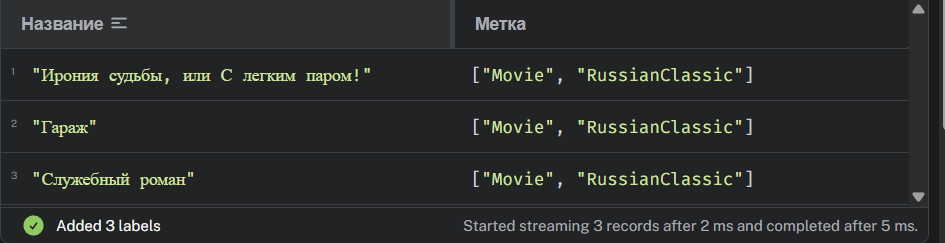 Название Метка
1 "Ирония судьбы, или С легким паром!" ["Movie", "RussianClassic"]
2 "Гараж" ["Movie", "RussianClassic"]
3 "Служебный роман" ["Movie", "RussianClassic"]
Added 3 labels Started streaming 3 records after 2 ms and completed after 5 ms.